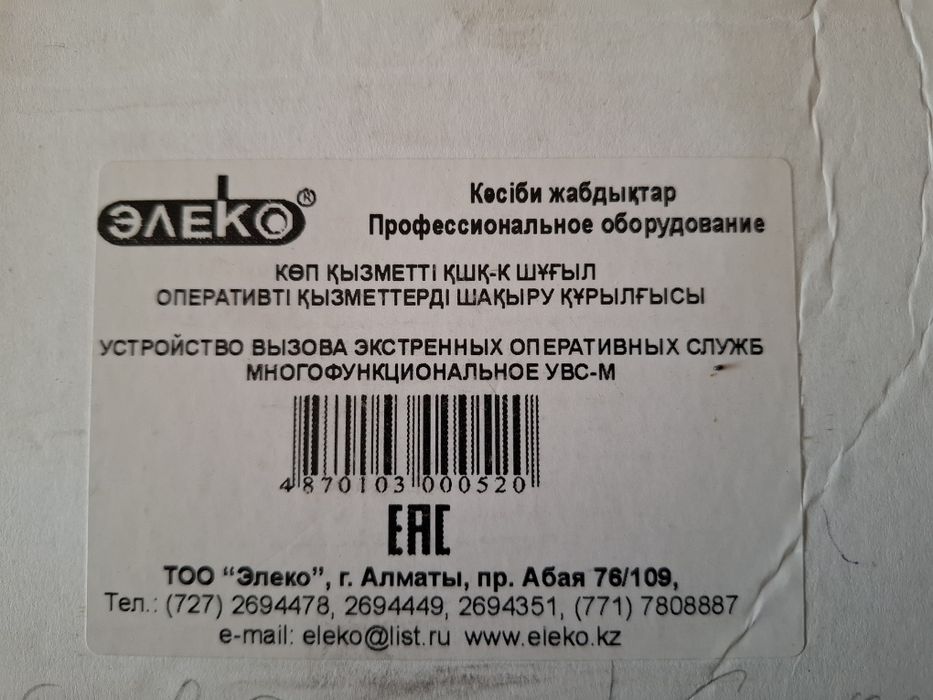 ЭЛЕКО®
Кәсіби жабдықтар
Профессиональное оборудование
КӨП ҚЫЗМЕТТІ ҚШҚ-К ШҰҒЫЛ
ОПЕРАТИВТІ ҚЫЗМЕТТЕРДІ ШАҚЫРУ ҚҰРЫЛҒЫСЫ
УСТРОЙСТВО ВЫЗОВА ЭКСТРЕННЫХ ОПЕРАТИВНЫХ СЛУЖБ
МНОГОФУНКЦИОНАЛЬНОЕ УВС-М
4 870103 000520
EAC
ТОО “Элеко”, г. Алматы, пр. Абая 76/109,
Тел.: (727) 2694478, 2694449, 2694351, (771) 7808887
e-mail: eleko@list.ru www.eleko.kz